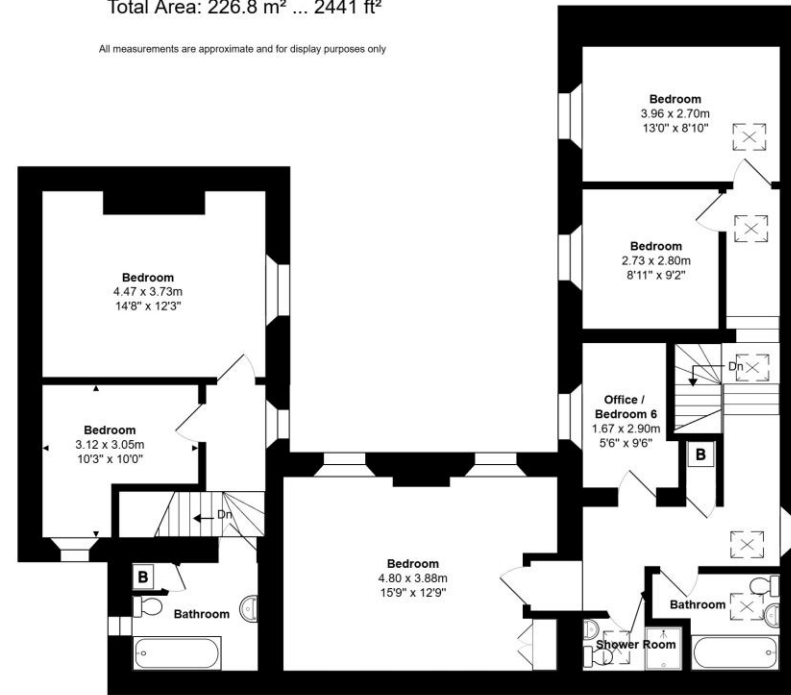 Total Area: 226.8 m² ... 2441 ft²
All measurements are approximate and for display purposes only
Bedroom
3.96 x 2.70m
13'0" x 8'10"
Bedroom
2.73 x 2.80m
8'11" x 9'2"
Bedroom
4.47 x 3.73m
14'8" x 12'3"
Dn
Office /
Bedroom 6
1.67 x 2.90m
5'6" x 9'6"
Bedroom
3.12 x 3.05m
10'3" x 10'0"
B
Dn
Bedroom
4.80 x 3.88m
15'9" x 12'9"
B
Bathroom
Bathroom
Shower Room